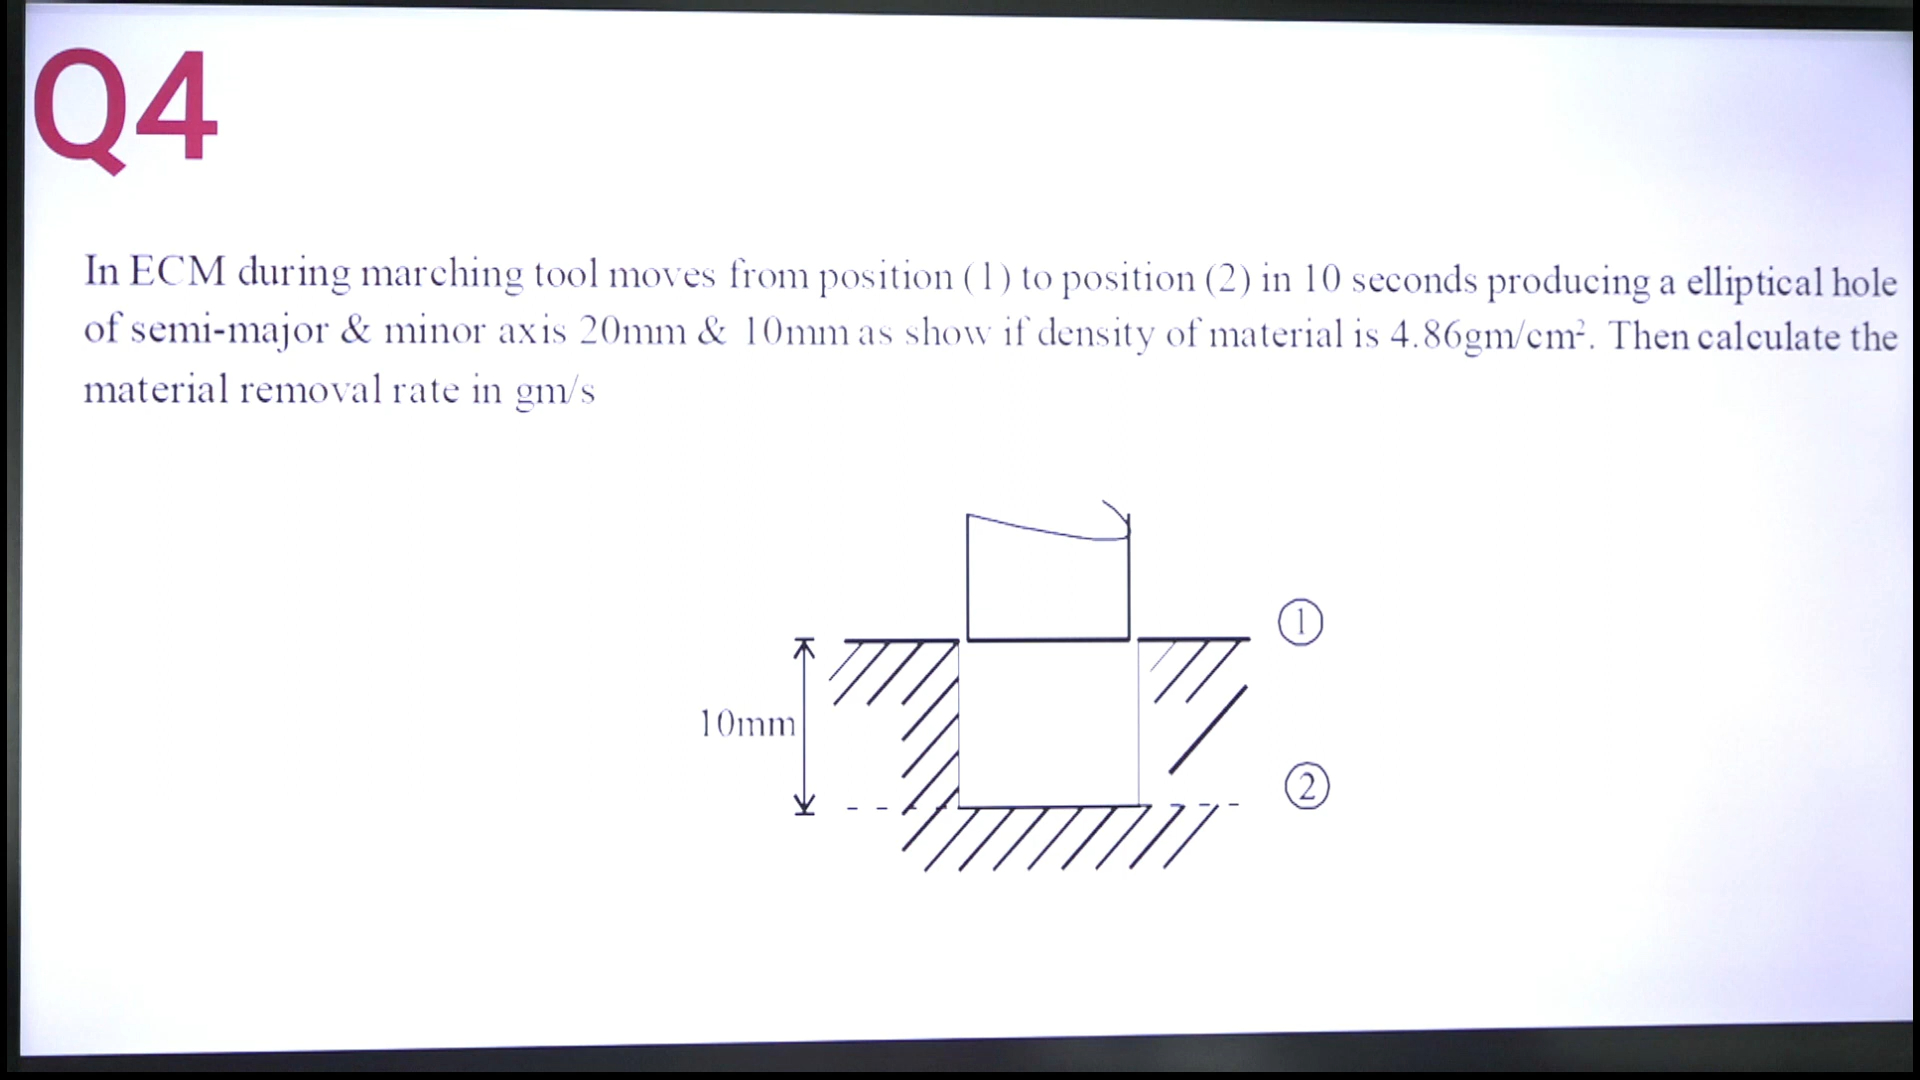 Q4
In ECM during marching tool moves from position (1) to position (2) in 10 seconds producing a elliptical hole
of semi-major & minor axis 20mm & 10mm as show if density of material is 4.86gm/cm². Then calculate the
material removal rate in gm/s
1
10mm
2